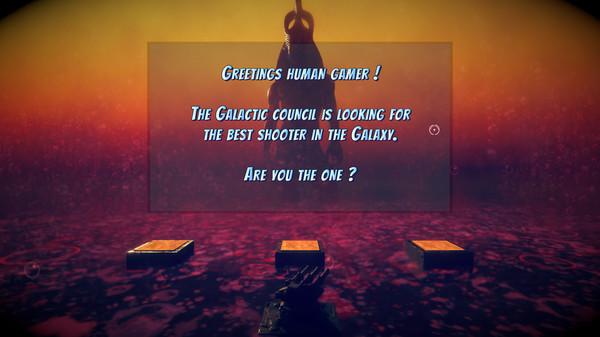 Greetings human gamer !
The Galactic council is looking for
the best shooter in the Galaxy.
Are you the one ?